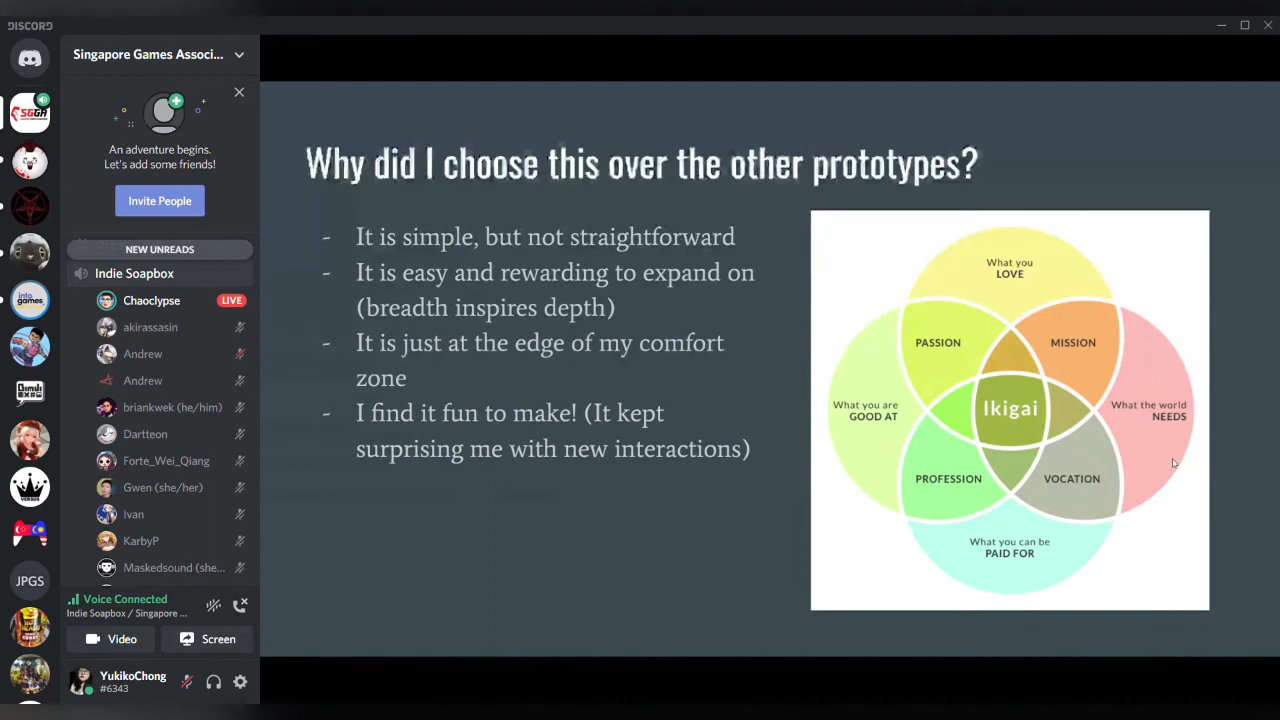 DISCORD
Singapore Games Associ...
An adventure begins.
Let's add some friends!
Invite People
NEW UNREADS
Indie Soapbox
Chaoclypse LIVE
akirassasin
Andrew
Andrew
briankwek (he/him)
Dartteon
Forte_Wei_Qiang
Gwen (she/her)
Ivan
KarbyP
Maskedsound (she...
Voice Connected
Indie Soapbox / Singapore ...
Video
Screen
YukikoChong
#6343
SGGA
into
games
VERSUS
JPGS
Why did I choose this over the other prototypes?
- It is simple, but not straightforward
- It is easy and rewarding to expand on
(breadth inspires depth)
- It is just at the edge of my comfort
zone
- I find it fun to make! (It kept
surprising me with new interactions)
What you
LOVE
PASSION
MISSION
What you are
GOOD AT
Ikigai
What the world
NEEDS
PROFESSION
VOCATION
What you can be
PAID FOR